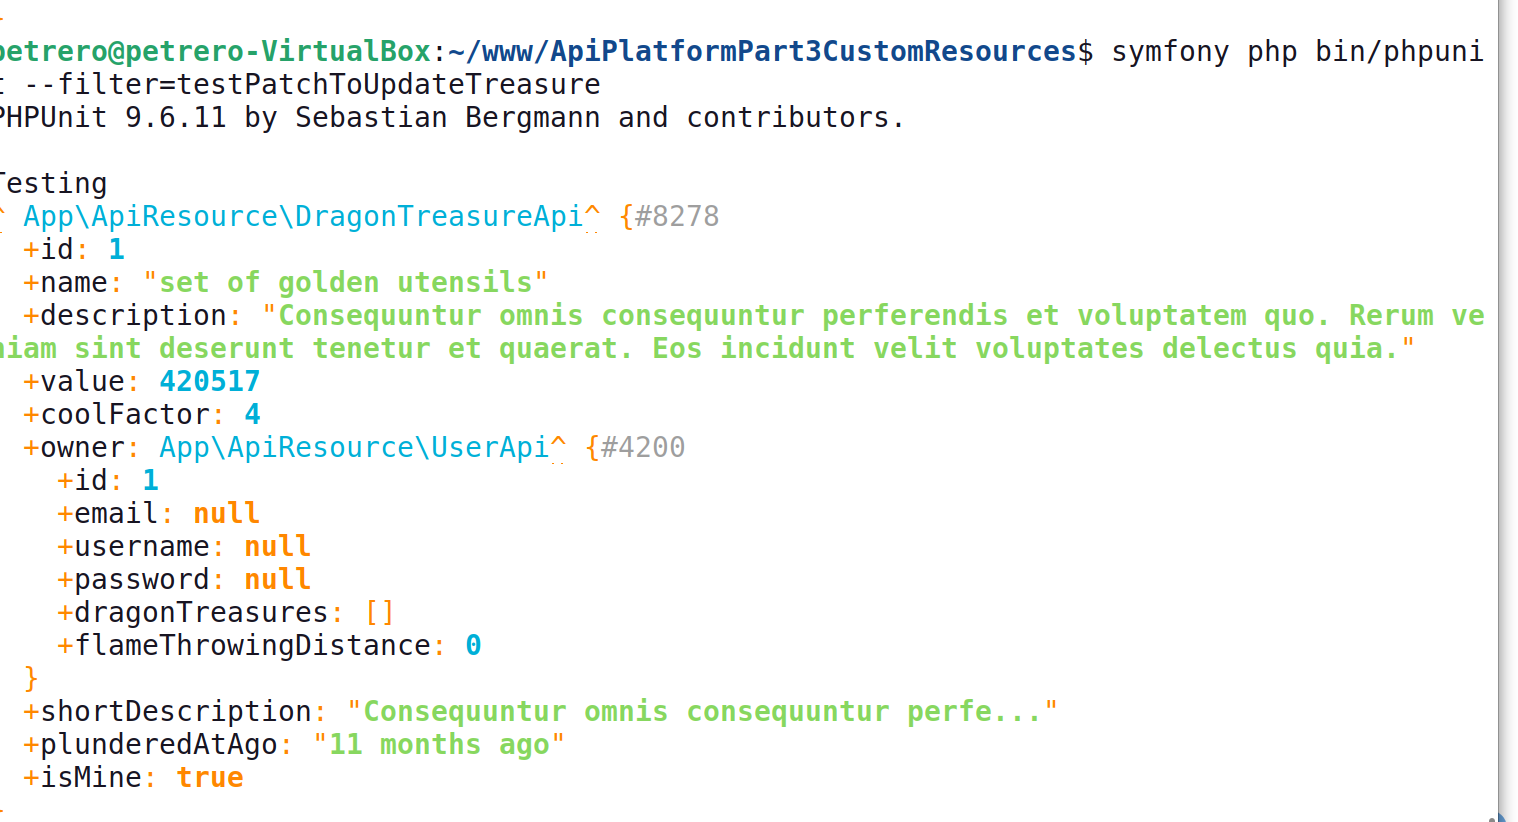 petrero@petrero-VirtualBox:~/www/ApiPlatformPart3CustomResources$ symfony php bin/phpuni
t --filter=testPatchToUpdateTreasure
PHPUnit 9.6.11 by Sebastian Bergmann and contributors.
Testing
^ App\ApiResource\DragonTreasureApi^ {#8278
+id: 1
+name: "set of golden utensils"
+description: "Consequuntur omnis consequuntur perferendis et voluptatem quo. Rerum ve
niam sint deserunt tenetur et quaerat. Eos incidunt velit voluptates delectus quia."
+value: 420517
+coolFactor: 4
+owner: App\ApiResource\UserApi^ {#4200
+id: 1
+email: null
+username: null
+password: null
+dragonTreasures: []
+flameThrowingDistance: 0
}
+shortDescription: "Consequuntur omnis consequuntur perfe..."
+plunderedAtAgo: "11 months ago"
+isMine: true